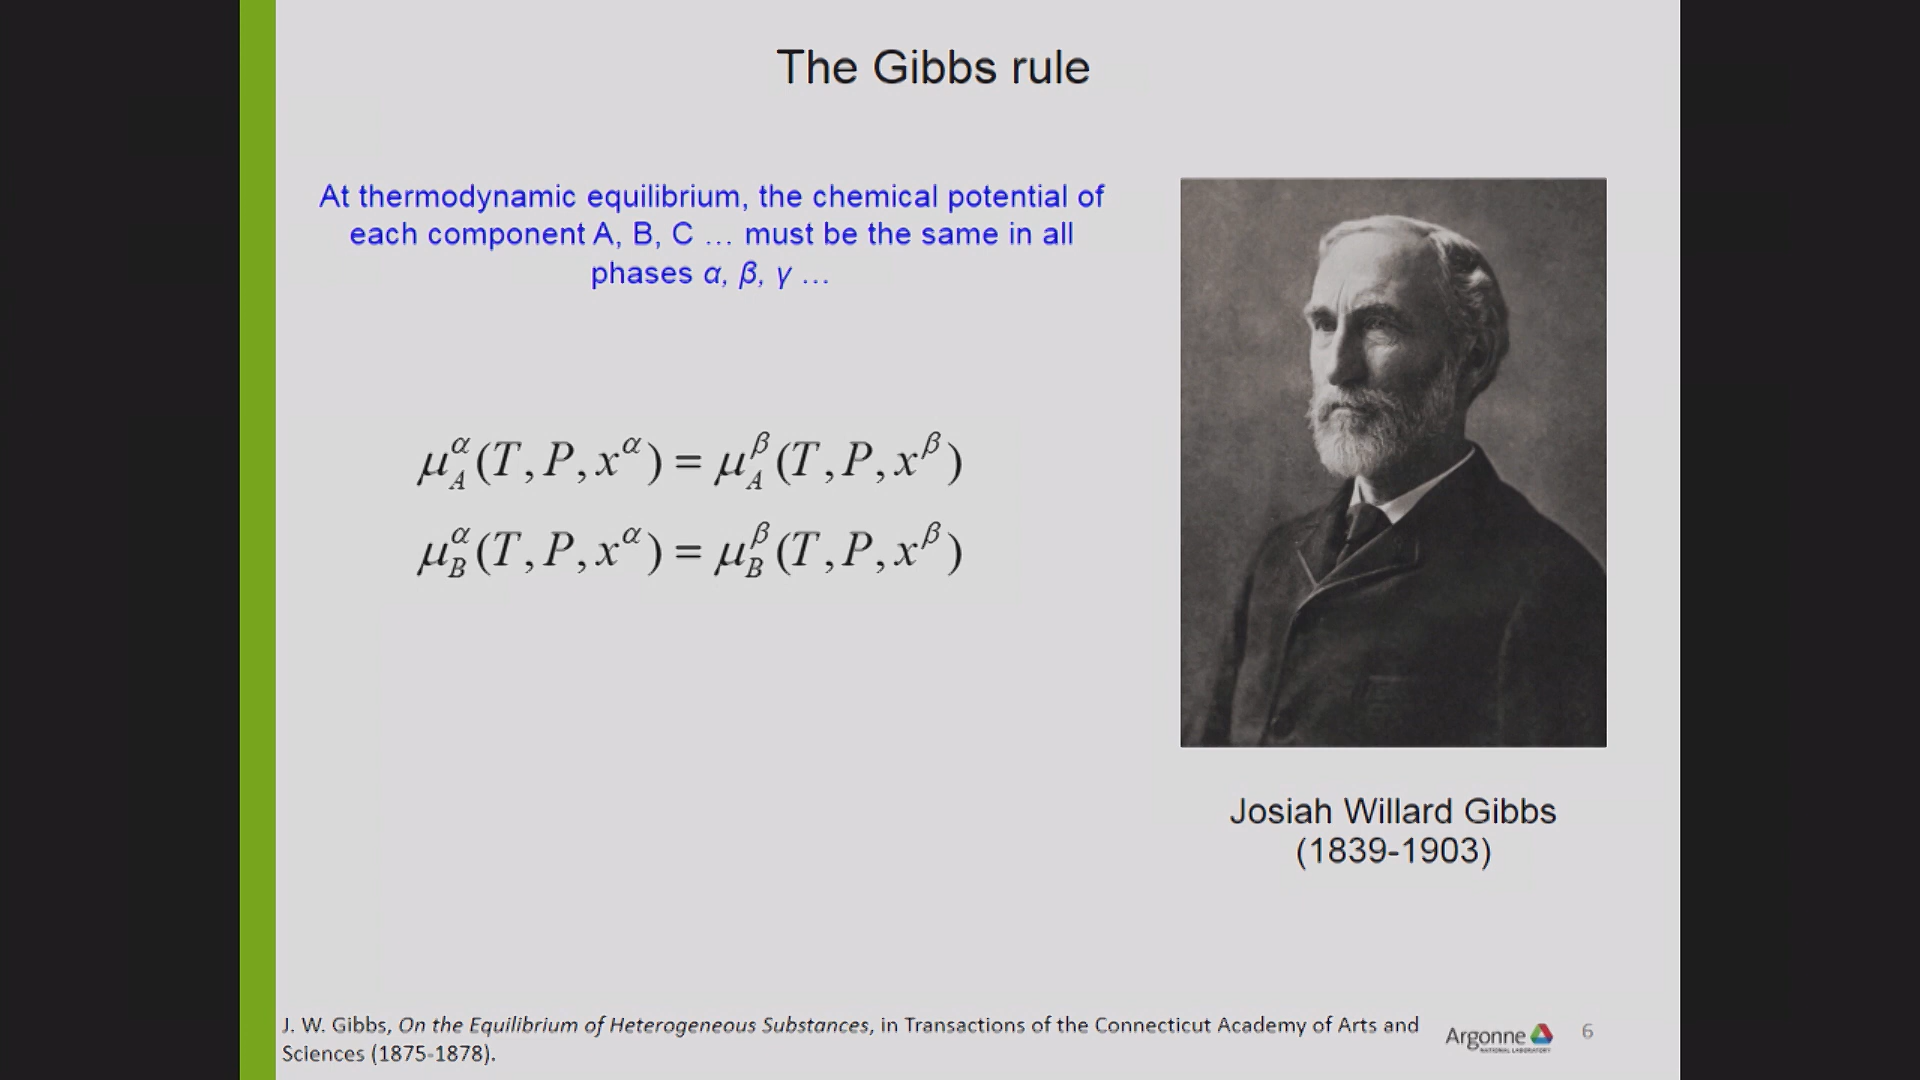 The Gibbs rule
At thermodynamic equilibrium, the chemical potential of
each component A, B, C … must be the same in all
phases α, β, γ …
μ_A^α(T,P,x^α) = μ_A^β(T,P,x^β)
μ_B^α(T,P,x^α) = μ_B^β(T,P,x^β)
Josiah Willard Gibbs
(1839-1903)
J. W. Gibbs, On the Equilibrium of Heterogeneous Substances, in Transactions of the Connecticut Academy of Arts and
Sciences (1875-1878).
Argonne
NATIONAL LABORATORY
6